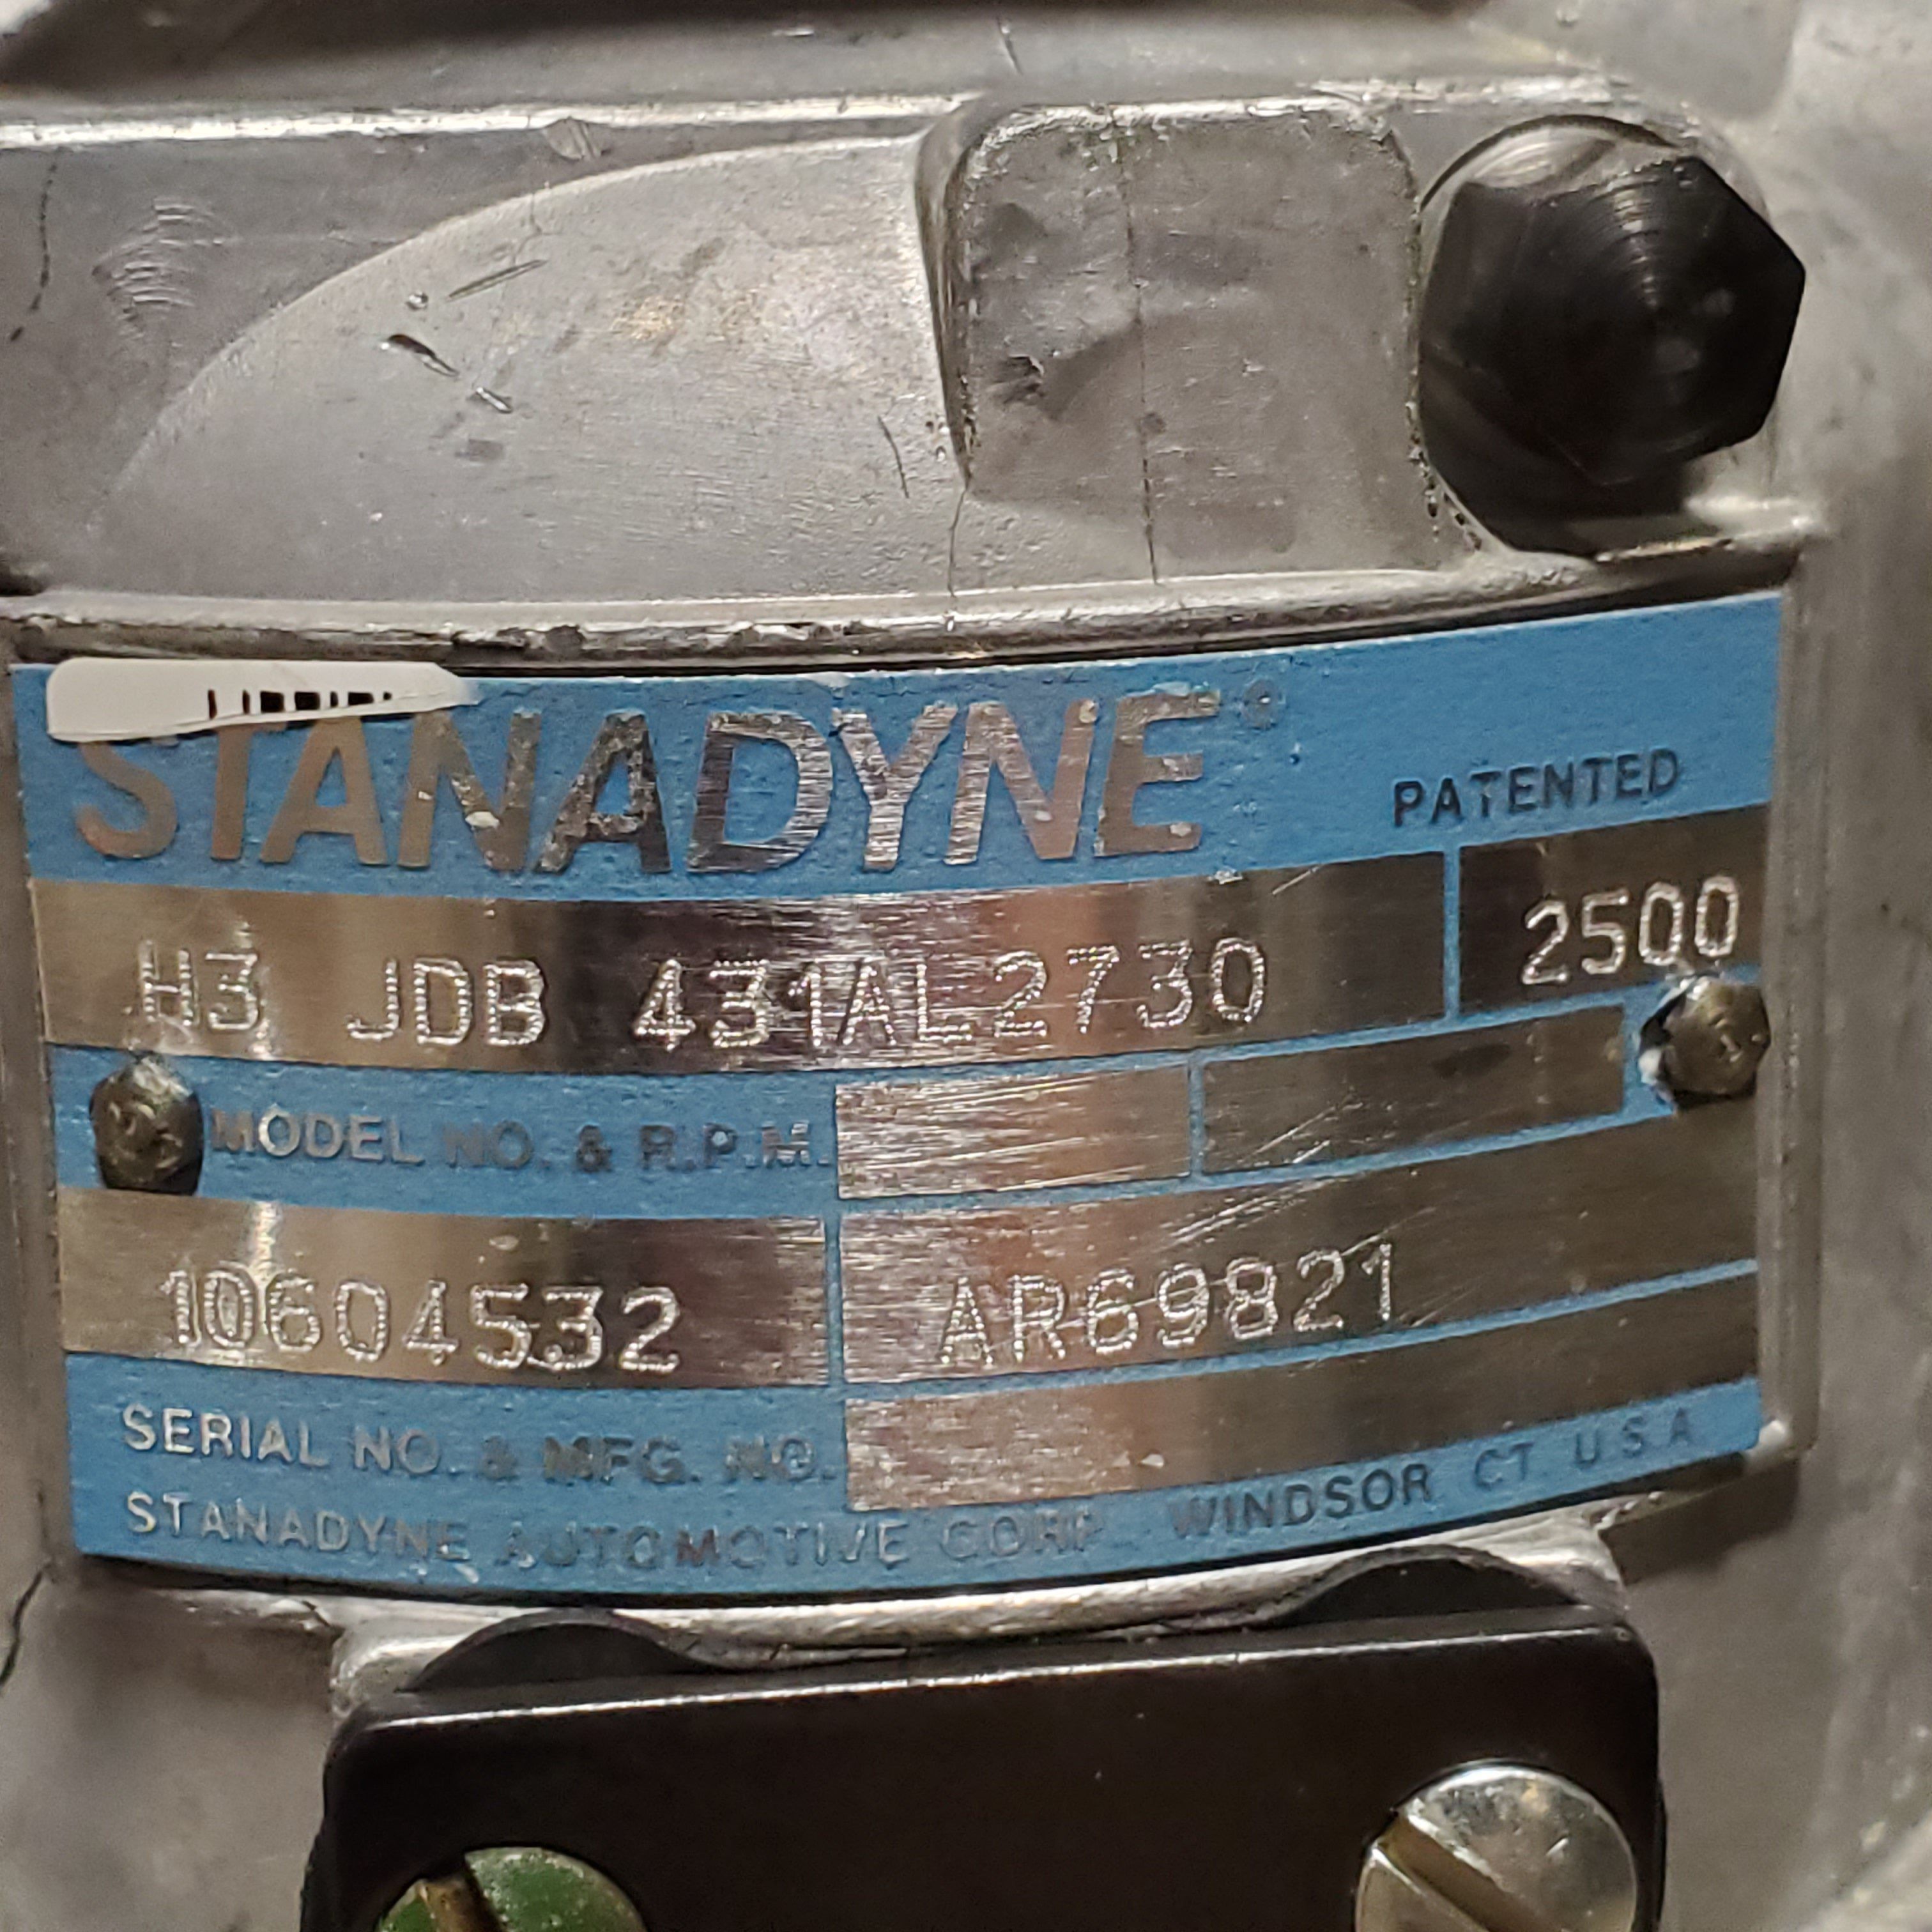 STANADYNE®
PATENTED
H3 JDB 431AL2730 2500
MODEL NO. & R.P.M.
10604532 AR69821
SERIAL NO. & MFG. NO.
STANADYNE AUTOMOTIVE CORP. WINDSOR CT. U S A